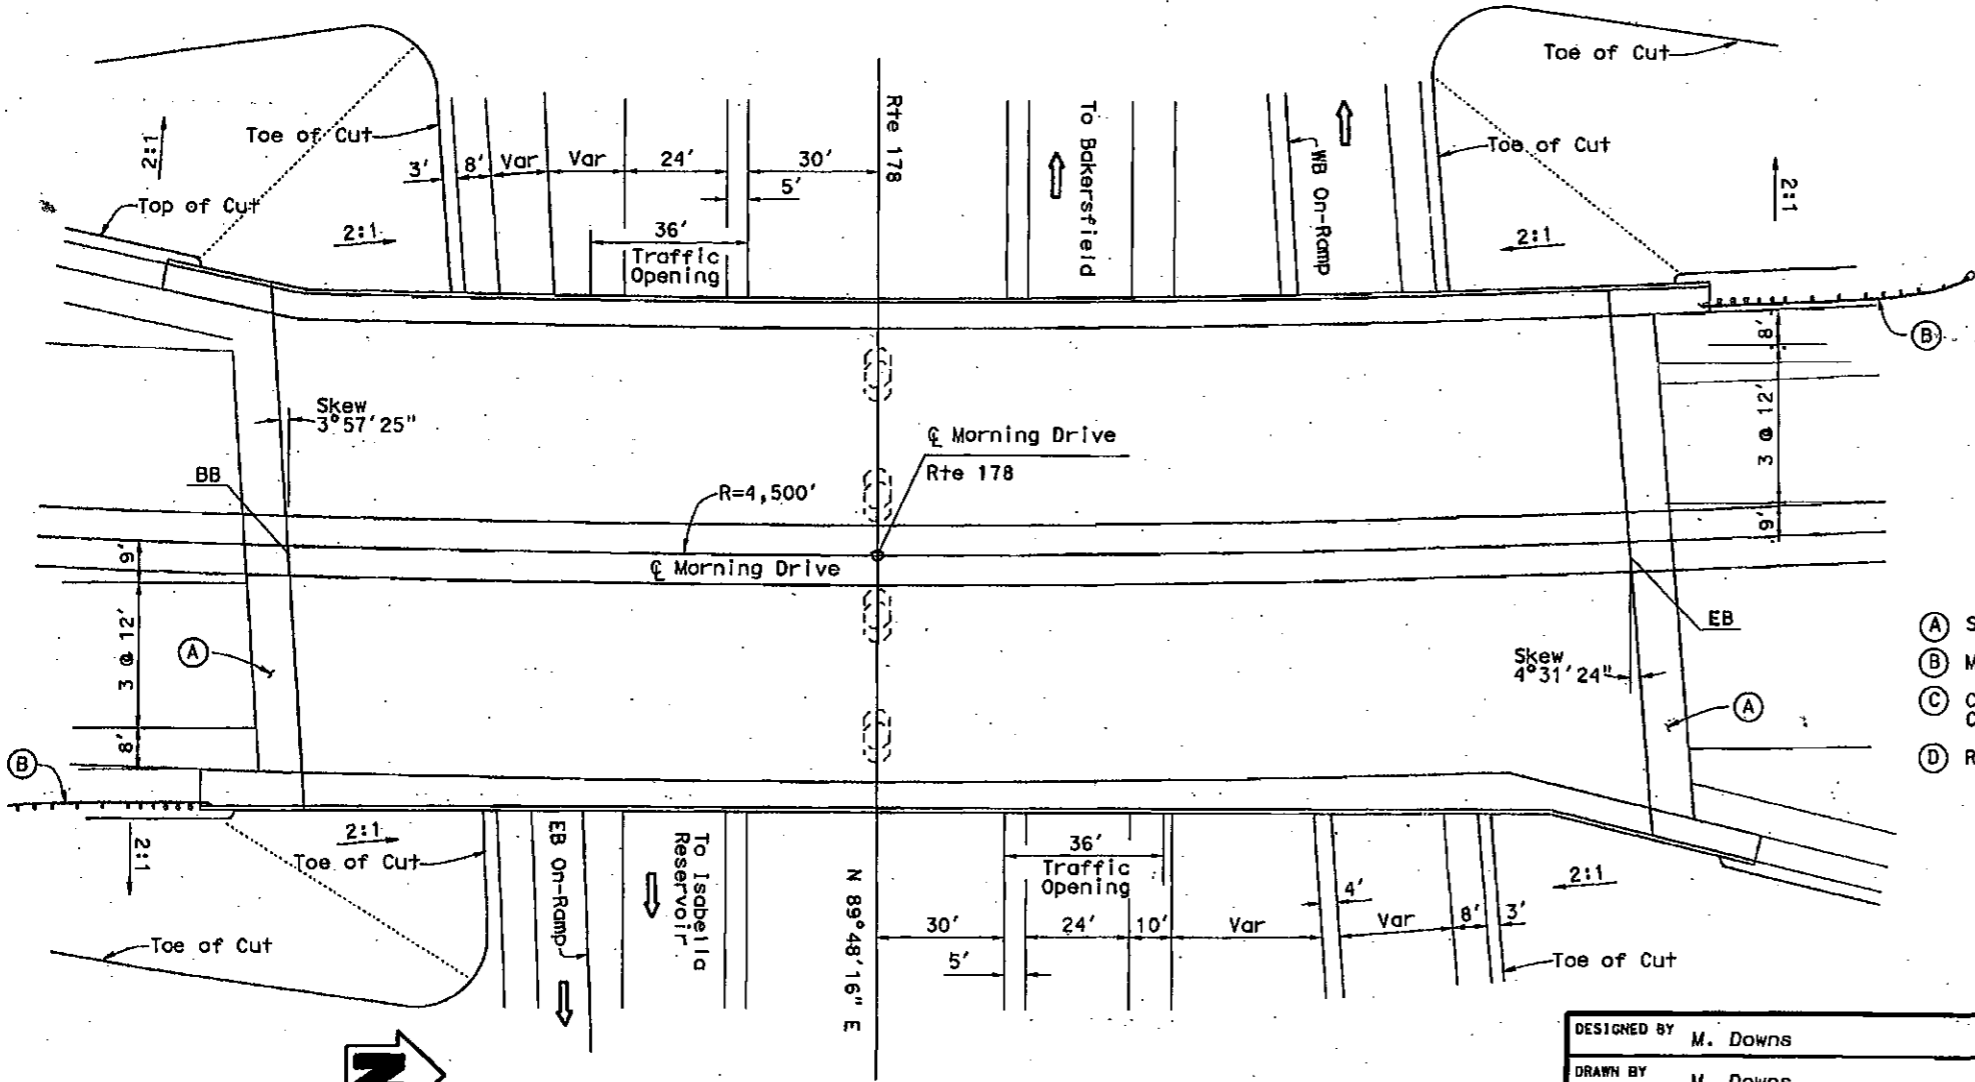 Toe of Cut
Rte 178
To Bakersfield
WB On-Ramp
Toe of Cut
2:1
Toe of Cut
3'
8'
Var
Var
24'
30'
5'
Toe of Cut
2:1
Top of Cut
2:1
36'
Traffic
Opening
2:1
B
8'
3 @ 12'
9'
Skew
3°57'25"
℄ Morning Drive
Rte 178
BB
R=4,500'
℄ Morning Drive
9'
3 @ 12'
8'
A
B
EB
Skew
4°31'24"
A
A S
B M
C C
C
D R
2:1
2:1
Toe of Cut
EB On-Ramp
To Isabella
Reservoir
N 89°48'16" E
36'
Traffic
Opening
2:1
30'
5'
24'
10'
Var
4'
Var
8'
3'
Toe of Cut
Toe of Cut
N
DESIGNED BY M. Downs
DRAWN BY M. Downs